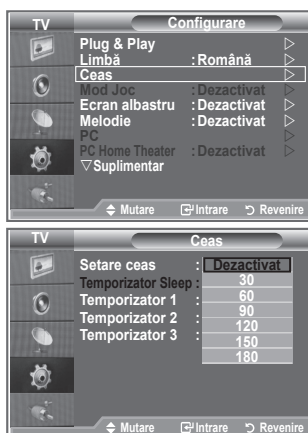 TV
Configurare
Plug & Play
Limbă : Română
Ceas
Mod Joc : Dezactivat
Ecran albastru : Dezactivat
Melodie : Dezactivat
PC
PC Home Theater : Dezactivat
▽Suplimentar
Mutare Intrare Revenire
TV
Ceas
Setare ceas : Dezactivat
Temporizator Sleep : 30
Temporizator 1 : 60
90
Temporizator 2 : 120
Temporizator 3 : 150
180
Mutare Intrare Revenire